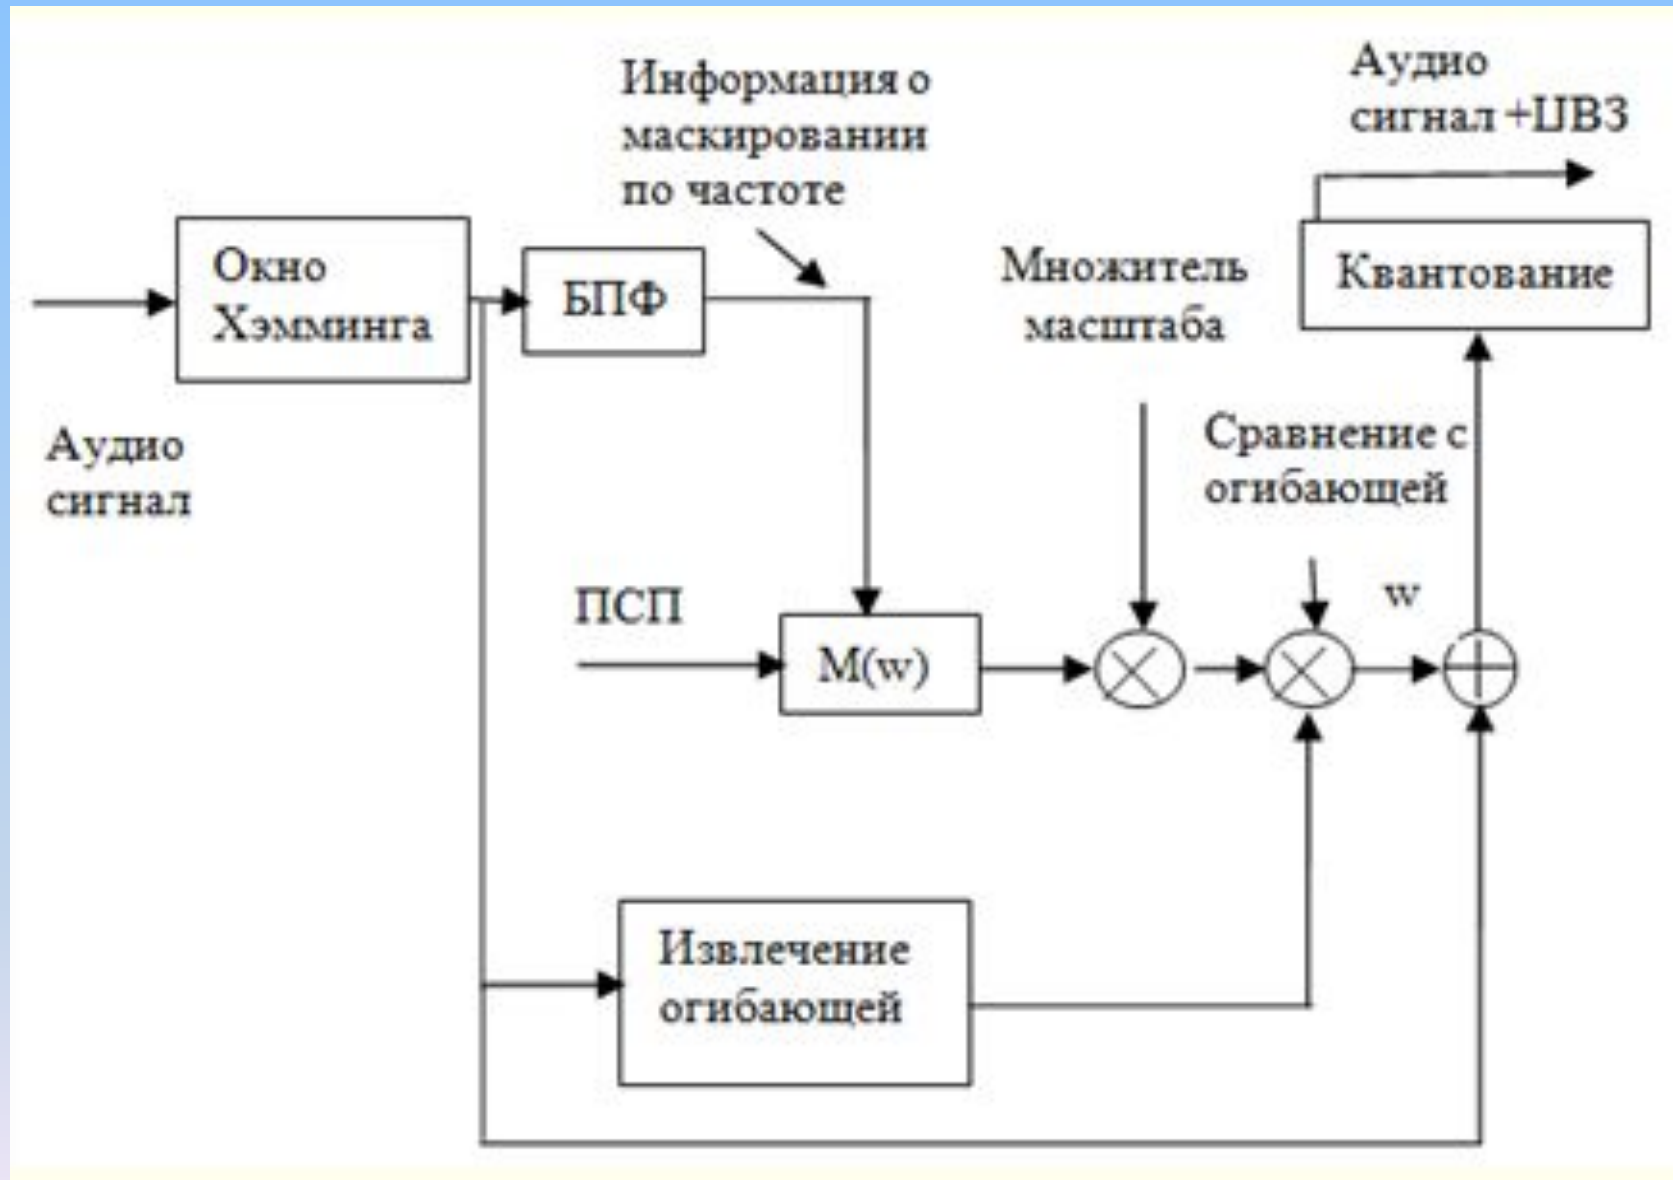 Информация о
маскировании
по частоте
Аудио
сигнал +ЦВЗ
Окно
Хэмминга
БПФ
Множитель
масштаба
Квантование
Аудио
сигнал
Сравнение с
огибающей
ПСП
M(w)
w
Извлечение
огибающей